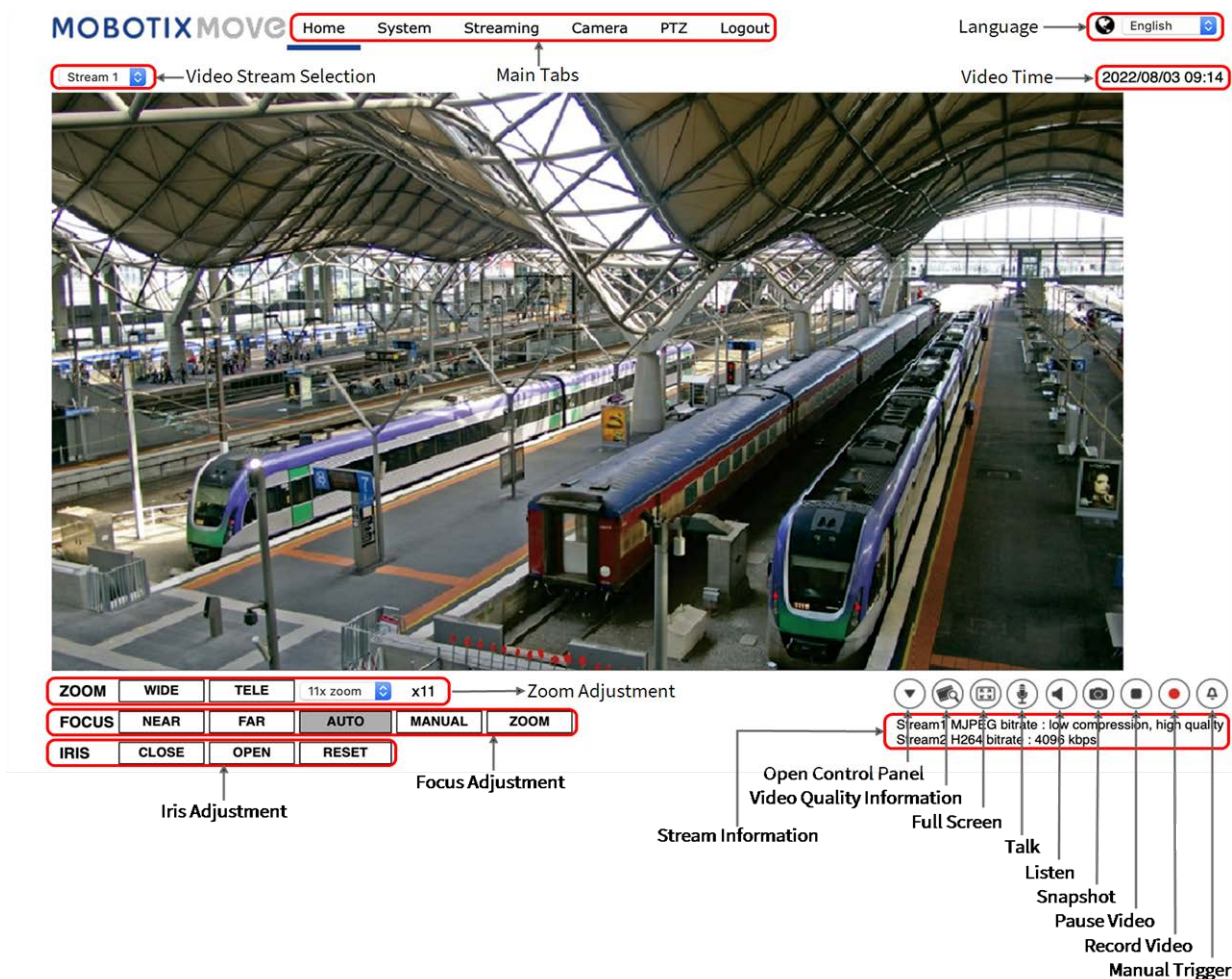 MOBOTIX MOVE Home System Streaming Camera PTZ Logout Language English
Stream 1 Video Stream Selection Main Tabs Video Time 2022/08/03 09:14
ZOOM WIDE TELE 11x zoom x11 Zoom Adjustment
FOCUS NEAR FAR AUTO MANUAL ZOOM
IRIS CLOSE OPEN RESET
Stream1 MJPEG bitrate : low compression, high quality
Stream2 H264 bitrate : 4096 kbps
Focus Adjustment
Iris Adjustment
Open Control Panel
Video Quality Information
Full Screen
Stream Information
Talk
Listen
Snapshot
Pause Video
Record Video
Manual Trigger